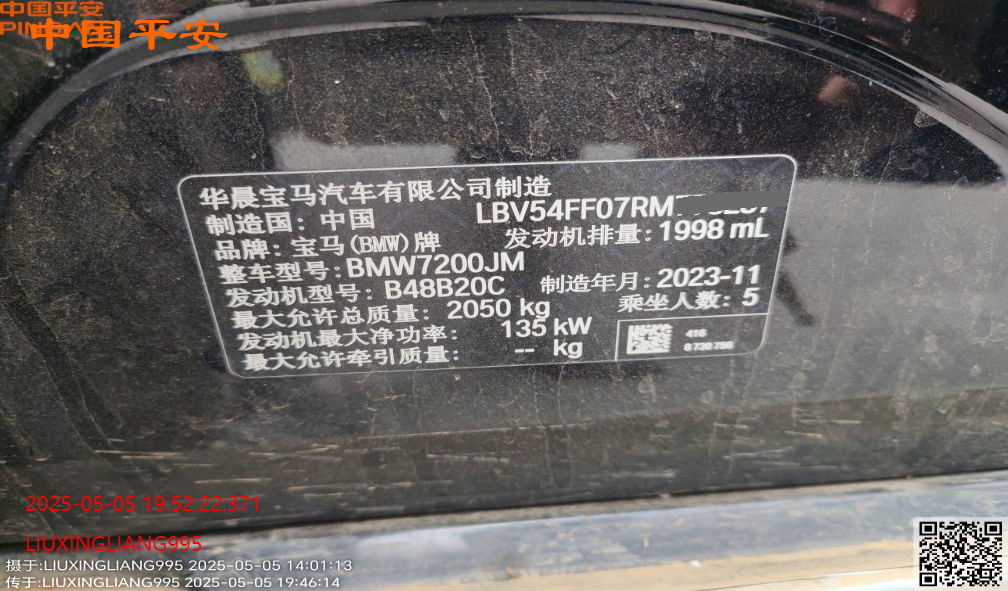 中国平安
中国平安
华晨宝马汽车有限公司制造
制造国：中国 LBV54FF07RM
品牌：宝马(BMW)牌 发动机排量：1998 mL
整车型号：BMW7200JM
发动机型号：B48B20C 制造年月：2023-11
最大允许总质量：2050 kg 乘坐人数：5
发动机最大净功率：135 kW
最大允许牵引质量：-- kg
416
8 738 798
2025-05-05 19:52:22:371
LIUXINGLIANG995
摄于:LIUXINGLIANG995 2025-05-05 14:01:13
传于:LIUXINGLIANG995 2025-05-05 19:46:14